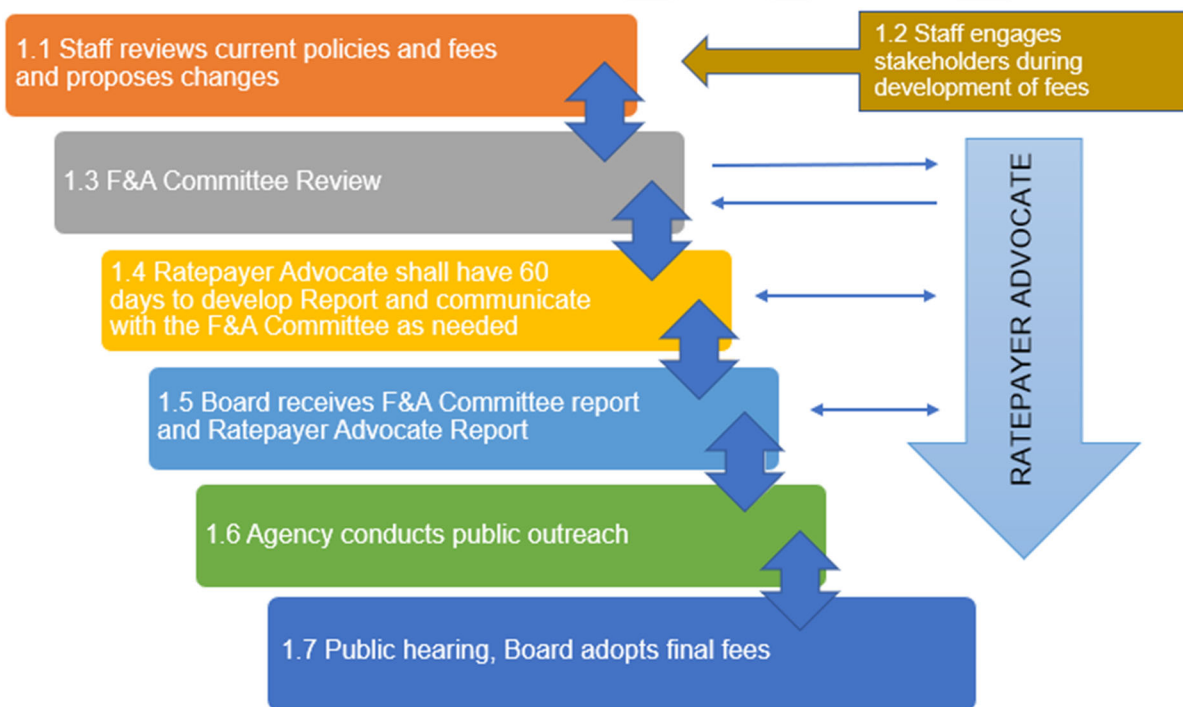 1.1 Staff reviews current policies and fees
and proposes changes
1.2 Staff engages
stakeholders during
development of fees
1.3 F&A Committee Review
1.4 Ratepayer Advocate shall have 60
days to develop Report and communicate
with the F&A Committee as needed
1.5 Board receives F&A Committee report
and Ratepayer Advocate Report
1.6 Agency conducts public outreach
1.7 Public hearing, Board adopts final fees
RATEPAYER ADVOCATE